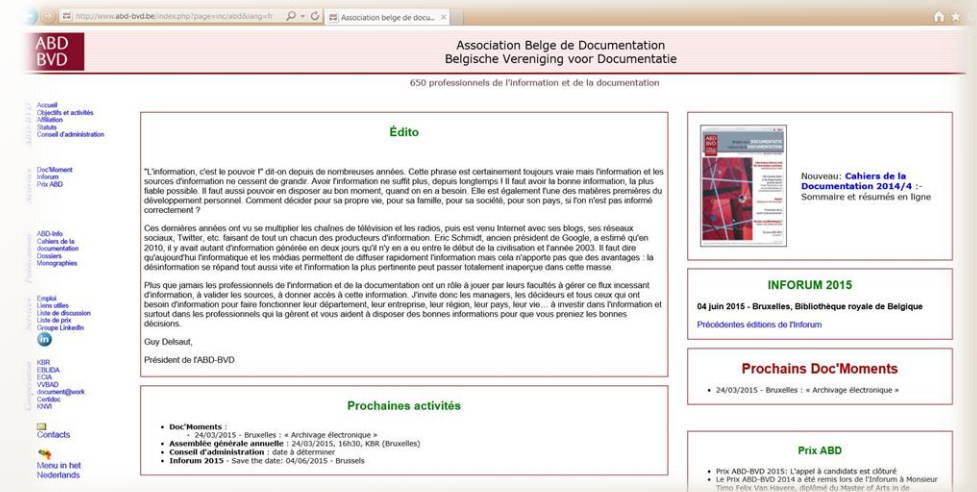 http://www.abd-bvd.be/index.php?page=inc/abd&lang=fr
Association belge de docu...
ABD
BVD
Association Belge de Documentation
Belgische Vereniging voor Documentatie
650 professionnels de l'information et de la documentation
Accueil
Objectifs et activités
Affiliation
Statuts
Conseil d'administration
Doc'Moment
Inforum
Prix ABD
ABD-Info
Cahiers de la
documentation
Dossiers
Monographies
Emploi
Liens utiles
Liste de discussion
Liste de prix
Groupe LinkedIn
in
KBR
EBLIDA
ECIA
VVBAD
document@work
Certidoc
KNVI
Contacts
Menu in het
Nederlands
Édito
"L'information, c'est le pouvoir !" dit-on depuis de nombreuses années. Cette phrase est certainement toujours vraie mais l'information et les
sources d'information ne cessent de grandir. Avoir l'information ne suffit plus, depuis longtemps ! Il faut avoir la bonne information, la plus
fiable possible. Il faut aussi pouvoir en disposer au bon moment, quand on en a besoin. Elle est également l'une des matières premières du
développement personnel. Comment décider pour sa propre vie, pour sa famille, pour sa société, pour son pays, si l'on n'est pas informé
correctement ?
Ces dernières années ont vu se multiplier les chaînes de télévision et les radios, puis est venu Internet avec ses blogs, ses réseaux
sociaux, Twitter, etc. faisant de tout un chacun des producteurs d'information. Eric Schmidt, ancien président de Google, a estimé qu'en
2010, il y avait autant d'information générée en deux jours qu'il n'y en a eu entre le début de la civilisation et l'année 2003. Il faut dire
qu'aujourd'hui l'informatique et les médias permettent de diffuser rapidement l'information mais cela n'apporte pas que des avantages : la
désinformation se répand tout aussi vite et l'information la plus pertinente peut passer totalement inaperçue dans cette masse.
Plus que jamais les professionnels de l'information et de la documentation ont un rôle à jouer par leurs facultés à gérer ce flux incessant
d'information, à valider les sources, à donner accès à cette information. J'invite donc les managers, les décideurs et tous ceux qui ont
besoin d'information pour faire fonctionner leur département, leur entreprise, leur région, leur pays, leur vie... à investir dans l'information et
surtout dans les professionnels qui la gèrent et vous aident à disposer des bonnes informations pour que vous preniez les bonnes
décisions.
Guy Delsaut,
Président de l'ABD-BVD
Prochaines activités
• Doc'Moments :
- 24/03/2015 - Bruxelles : « Archivage électronique »
• Assemblée générale annuelle : 24/03/2015, 16h30, KBR (Bruxelles)
• Conseil d'administration : date à déterminer
• Inforum 2015 - Save the date: 04/06/2015 - Brussels
Nouveau: Cahiers de la
Documentation 2014/4 :-
Sommaire et résumés en ligne
INFORUM 2015
04 juin 2015 - Bruxelles, Bibliothèque royale de Belgique
Précédentes éditions de l'Inforum
Prochains Doc'Moments
• 24/03/2015 - Bruxelles : « Archivage électronique »
Prix ABD
• Prix ABD-BVD 2015: L'appel à candidats est clôturé
• Le Prix ABD-BVD 2014 a été remis lors de l'Inforum à Monsieur
Timo Felix Van Havere, diplômé du Master of Arts in de